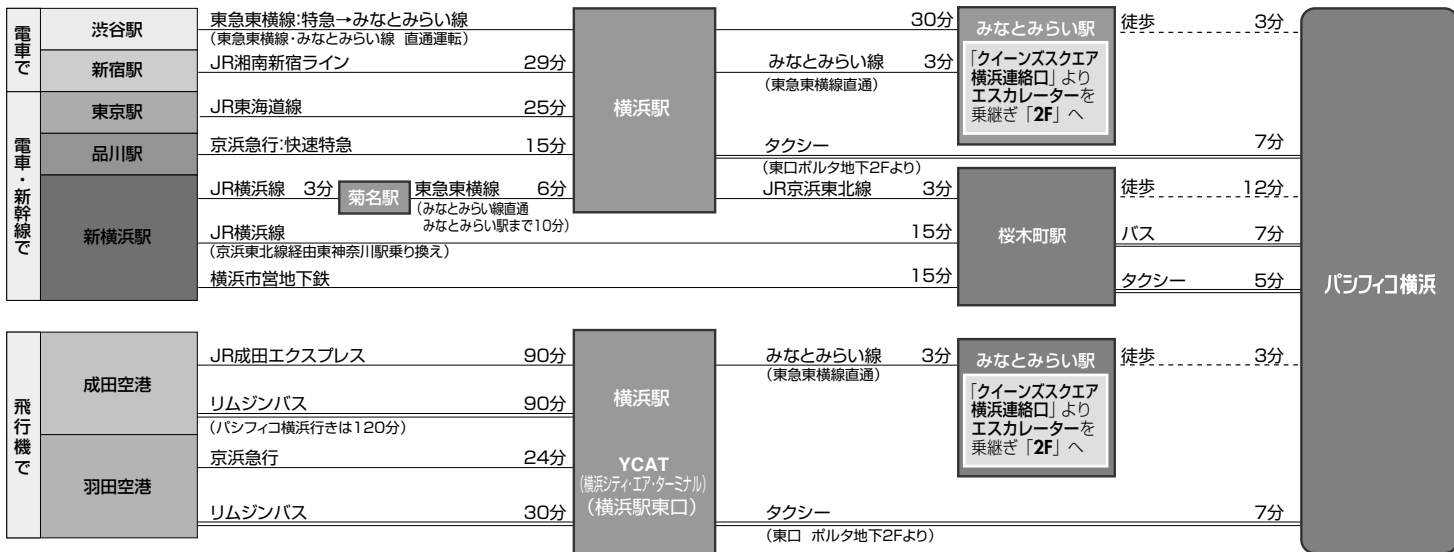 電車で
渋谷駅
東急東横線:特急→みなとみらい線
30分
(東急東横線・みなとみらい線 直通運転)
新宿駅
JR湘南新宿ライン 29分
電車・新幹線で
東京駅
JR東海道線 25分
品川駅
京浜急行:快速特急 15分
新横浜駅
JR横浜線 3分
菊名駅
東急東横線 6分
(みなとみらい線直通
みなとみらい駅まで10分)
JR横浜線 15分
(京浜東北線経由東神奈川駅乗り換え)
横浜市営地下鉄 15分
横浜駅
みなとみらい線 3分
(東急東横線直通)
タクシー 7分
(東口ポルタ地下2Fより)
JR京浜東北線 3分
みなとみらい駅
「クイーンズスクエア
横浜連絡口」より
エスカレーターを
乗継ぎ「2F」へ
徒歩 3分
桜木町駅
徒歩 12分
バス 7分
タクシー 5分
パシフィコ横浜
飛行機で
成田空港
JR成田エクスプレス 90分
リムジンバス 90分
(パシフィコ横浜行きは120分)
羽田空港
京浜急行 24分
リムジンバス 30分
横浜駅
YCAT
(横浜シティ・エア・ターミナル)
(横浜駅東口)
みなとみらい線 3分
(東急東横線直通)
みなとみらい駅
「クイーンズスクエア
横浜連絡口」より
エスカレーターを
乗継ぎ「2F」へ
徒歩 3分
タクシー 7分
(東口 ポルタ地下2Fより)